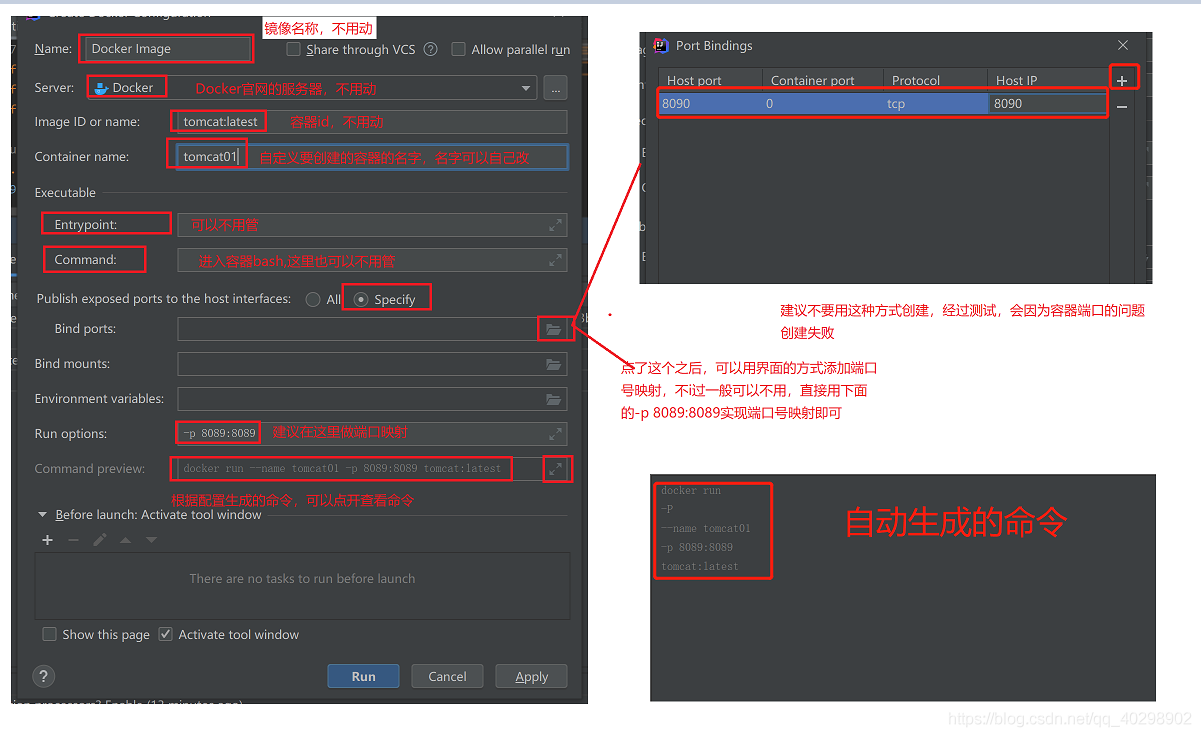 镜像名称，不用动
Name: Docker Image
Share through VCS
Allow parallel run
Server: Docker
Docker官网的服务器，不用动
...
Image ID or name: tomcat:latest
容器id，不用动
Container name: tomcat01
自定义要创建的容器的名字，名字可以自己改
Executable
Entrypoint:
可以不用管
Command:
进入容器bash,这里也可以不用管
Publish exposed ports to the host interfaces: All Specify
Bind ports:
Bind mounts:
Environment variables:
Run options: -p 8089:8089
建议在这里做端口映射
Command preview: docker run --name tomcat01 -p 8089:8089 tomcat:latest
根据配置生成的命令，可以点开查看命令
Before launch: Activate tool window
There are no tasks to run before launch
Show this page
Activate tool window
Run Cancel Apply
Port Bindings
Host port Container port Protocol Host IP
8090 0 tcp 8090
建议不要用这种方式创建，经过测试，会因为容器端口的问题
创建失败
点了这个之后，可以用界面的方式添加端口
号映射，不i过一般可以不用，直接用下面
的-p 8089:8089实现端口号映射即可
docker run
-P
--name tomcat01
-p 8089:8089
tomcat:latest
自动生成的命令
https://blog.csdn.net/qq_40298902